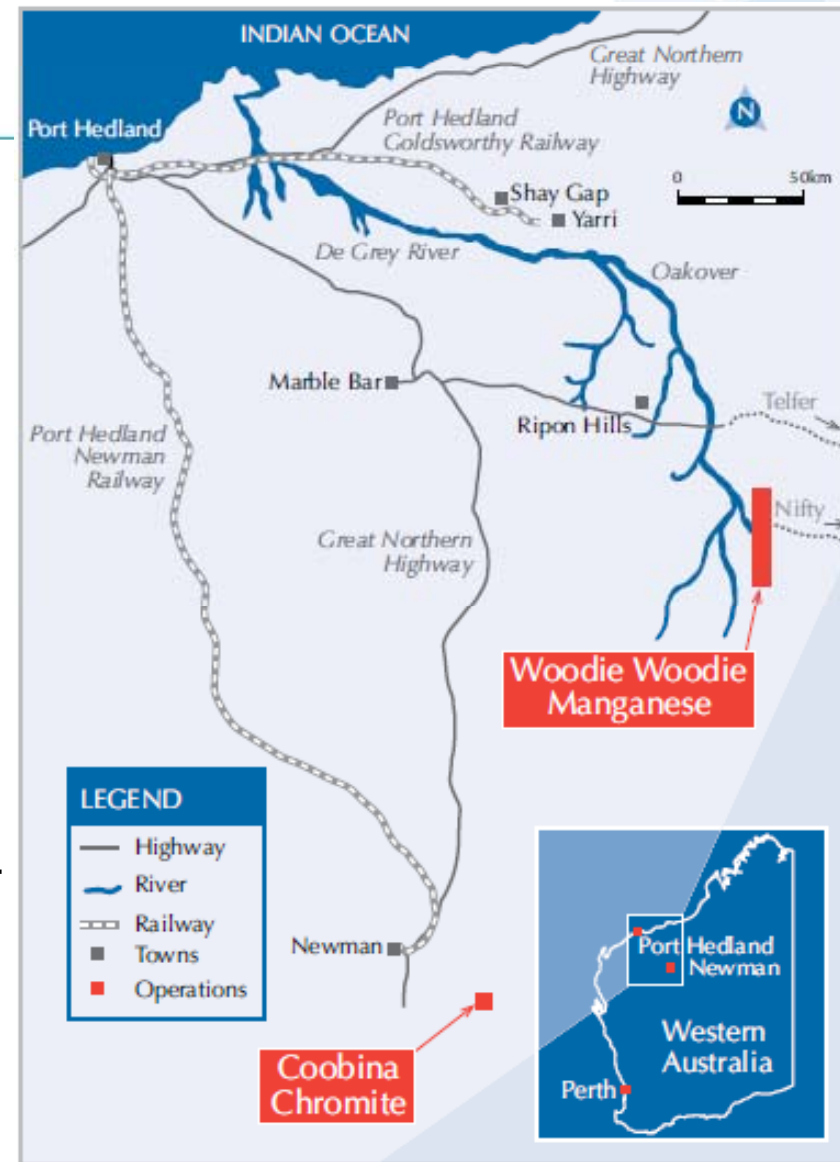 INDIAN OCEAN
Great Northern
Highway
Port Hedland
Port Hedland
Goldsworthy Railway
N
0 50km
Shay Gap
Yarri
De Grey River
Oakover
Marble Bar
Telfer
Ripon Hills
Port Hedland
Newman
Railway
Nifty
Great Northern
Highway
Woodie Woodie
Manganese
LEGEND
Highway
River
Railway
Towns
Operations
Newman
Port Hedland
Newman
Western
Australia
Perth
Coobina
Chromite